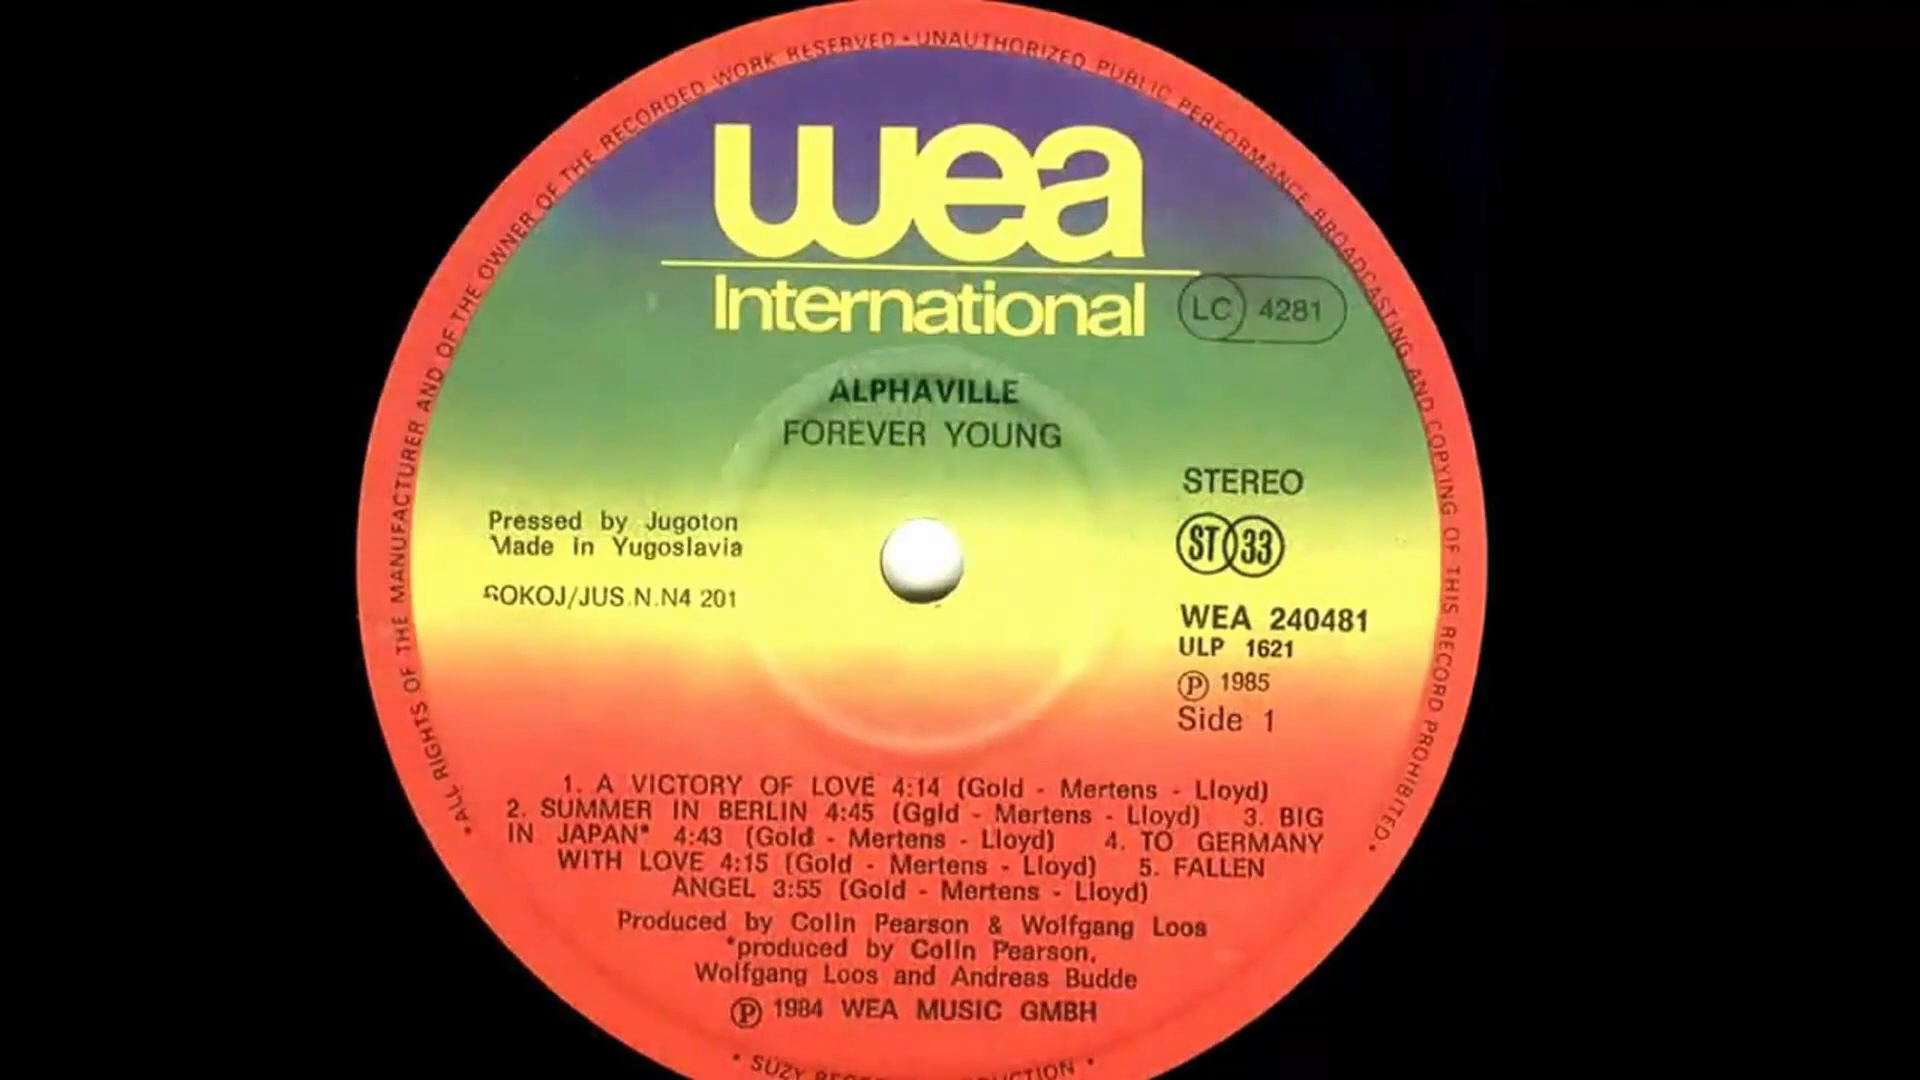 •ALL RIGHTS OF THE MANUFACTURER AND OF THE OWNER OF THE RECORDED WORK RESERVED • UNAUTHORIZED PUBLIC PERFORMANCE BROADCASTING AND COPYING OF THIS RECORD PROHIBITED.•
wea
International
LC 4281
ALPHAVILLE
FOREVER YOUNG
STEREO
Pressed by Jugoton
Made in Yugoslavia
ST 33
SOKOJ/JUS.N.N4 201
WEA 240481
ULP 1621
℗ 1985
Side 1
1. A VICTORY OF LOVE 4:14 (Gold - Mertens - Lloyd)
2. SUMMER IN BERLIN 4:45 (Ggld - Mertens - Lloyd) 3. BIG
IN JAPAN* 4:43 (Gold - Mertens - Lloyd) 4. TO GERMANY
WITH LOVE 4:15 (Gold - Mertens - Lloyd) 5. FALLEN
ANGEL 3:55 (Gold - Mertens - Lloyd)
Produced by Colin Pearson & Wolfgang Loos
*produced by Colin Pearson,
Wolfgang Loos and Andreas Budde
℗ 1984 WEA MUSIC GMBH
• SUZY